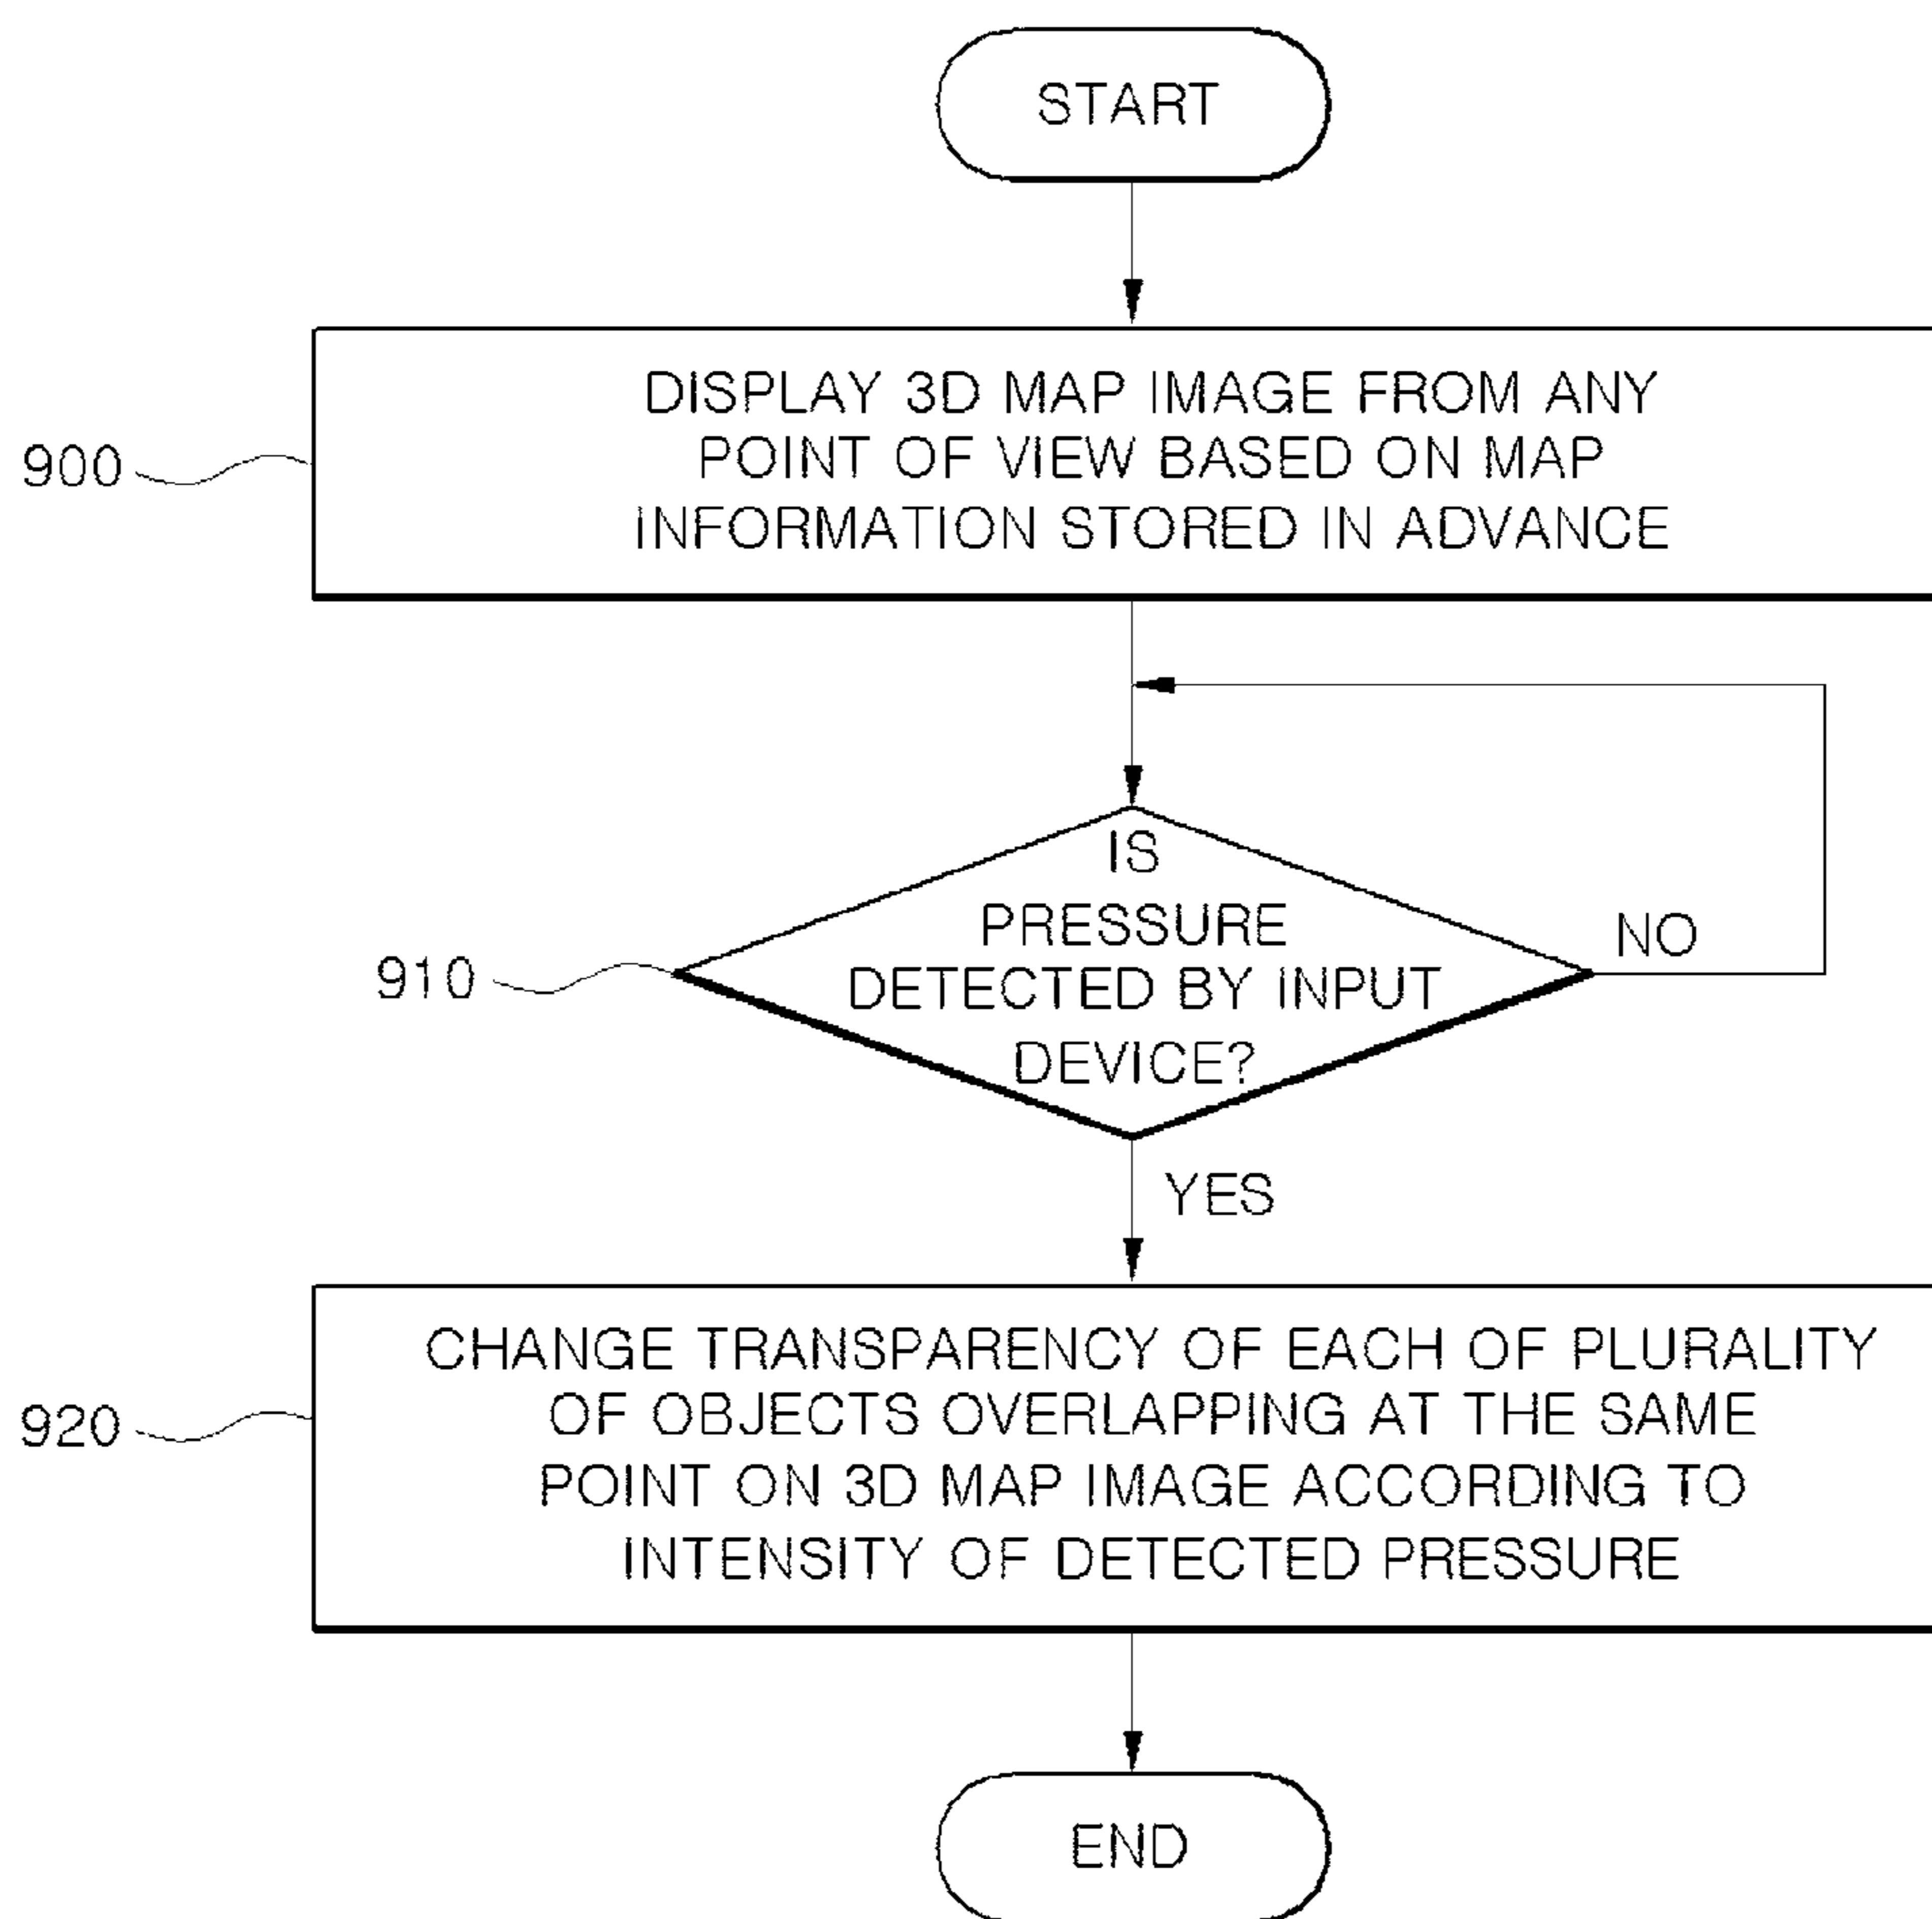 START
DISPLAY 3D MAP IMAGE FROM ANY
POINT OF VIEW BASED ON MAP
INFORMATION STORED IN ADVANCE
900
IS
PRESSURE
DETECTED BY INPUT
DEVICE?
NO
910
YES
CHANGE TRANSPARENCY OF EACH OF PLURALITY
OF OBJECTS OVERLAPPING AT THE SAME
POINT ON 3D MAP IMAGE ACCORDING TO
INTENSITY OF DETECTED PRESSURE
920
END